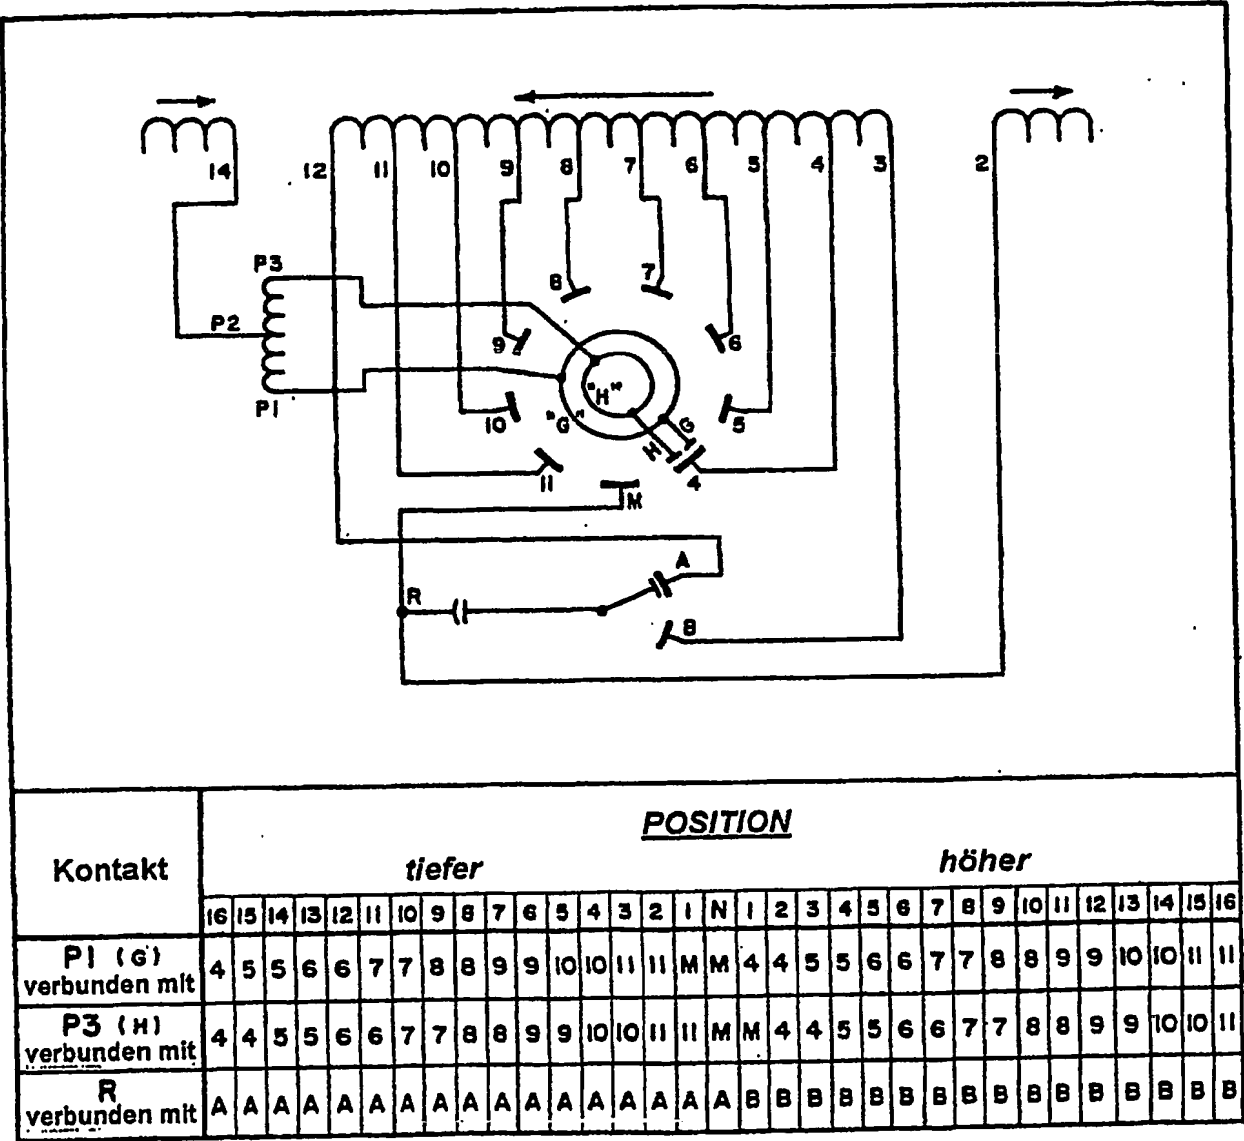 14 12 11 10 9 8 7 6 5 4 3 2
P3
8 7
P2
9 6
"H"
P1
10 "G" G 5
H
11 4
M
A
R
B
POSITION
Kontakt
tiefer höher
16 15 14 13 12 11 10 9 8 7 6 5 4 3 2 1 N 1 2 3 4 5 6 7 8 9 10 11 12 13 14 15 16
P1 (G)
verbunden mit
4 5 5 6 6 7 7 8 8 9 9 10 10 11 11 M M 4 4 5 5 6 6 7 7 8 8 9 9 10 10 11 11
P3 (H)
verbunden mit
4 4 5 5 6 6 7 7 8 8 9 9 10 10 11 11 M M 4 4 5 5 6 6 7 7 8 8 9 9 10 10 11
R
verbunden mit
A A A A A A A A A A A A A A A A A B B B B B B B B B B B B B B B B